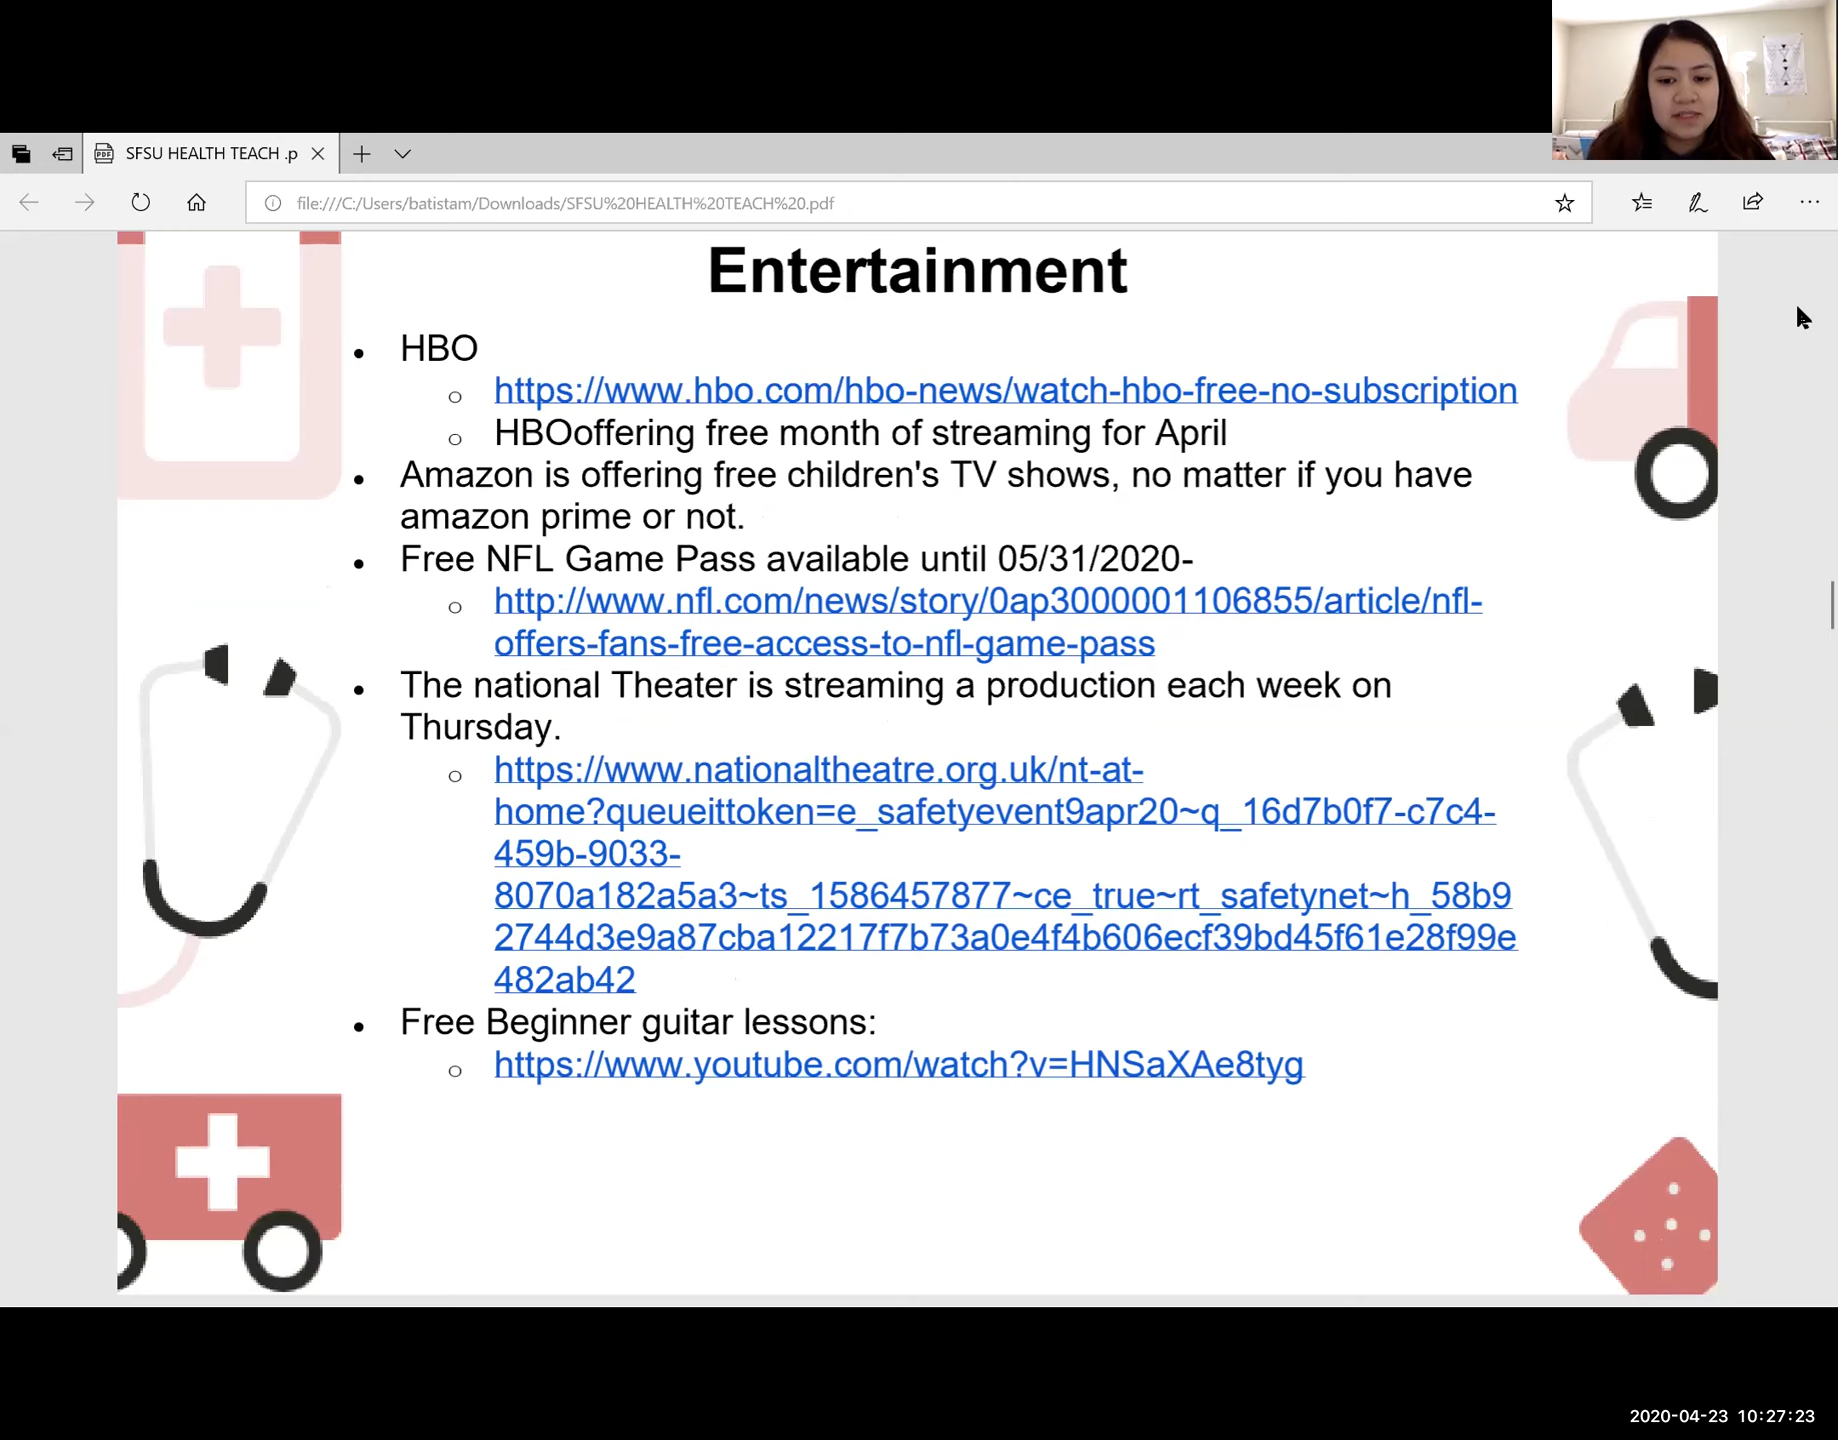 SFSU HEALTH TEACH .p
file:///C:/Users/batistam/Downloads/SFSU%20HEALTH%20TEACH%20.pdf
Entertainment
HBO
https://www.hbo.com/hbo-news/watch-hbo-free-no-subscription
HBOoffering free month of streaming for April
Amazon is offering free children's TV shows, no matter if you have
amazon prime or not.
Free NFL Game Pass available until 05/31/2020-
http://www.nfl.com/news/story/0ap3000001106855/article/nfl-
offers-fans-free-access-to-nfl-game-pass
The national Theater is streaming a production each week on
Thursday.
https://www.nationaltheatre.org.uk/nt-at-
home?queueittoken=e_safetyevent9apr20~q_16d7b0f7-c7c4-
459b-9033-
8070a182a5a3~ts_1586457877~ce_true~rt_safetynet~h_58b9
2744d3e9a87cba12217f7b73a0e4f4b606ecf39bd45f61e28f99e
482ab42
Free Beginner guitar lessons:
https://www.youtube.com/watch?v=HNSaXAe8tyg
2020-04-23 10:27:23